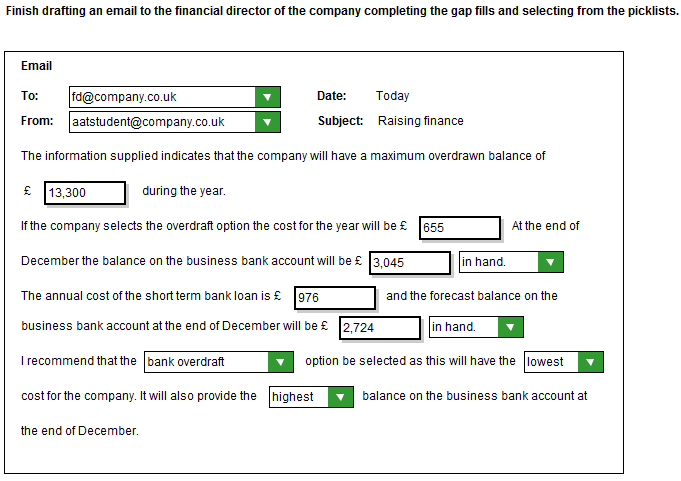 Finish drafting an email to the financial director of the company completing the gap fills and selecting from the picklists.
Email
To: fd@company.co.uk Date: Today
From: aatstudent@company.co.uk Subject: Raising finance
The information supplied indicates that the company will have a maximum overdrawn balance of
£ 13,300 during the year.
If the company selects the overdraft option the cost for the year will be £ 655 At the end of
December the balance on the business bank account will be £ 3,045 in hand.
The annual cost of the short term bank loan is £ 976 and the forecast balance on the
business bank account at the end of December will be £ 2,724 in hand.
I recommend that the bank overdraft option be selected as this will have the lowest
cost for the company. It will also provide the highest balance on the business bank account at
the end of December.